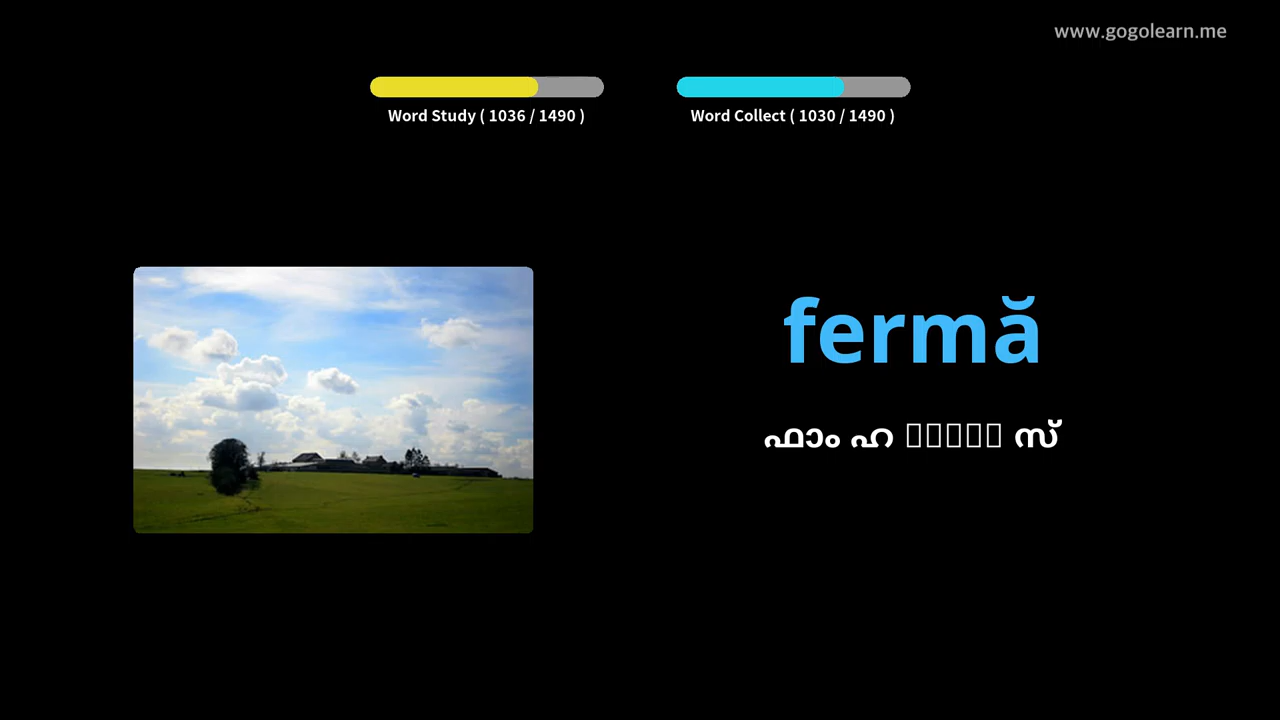 www.gogolearn.me
Word Study ( 1036 / 1490 )
Word Collect ( 1030 / 1490 )
fermă
ഫാം ഹ സ്